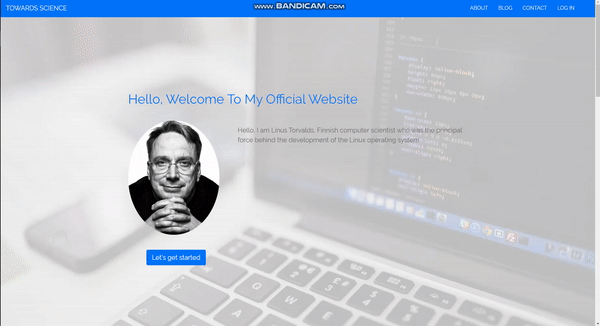 TOWARDS SCIENCE
www.BANDICAM.com
ABOUT BLOG CONTACT LOG IN
Hello, Welcome To My Official Website
Hello, I am Linus Torvalds, Finnish computer scientist who was the principal
force behind the development of the Linux operating system.
Let's get started